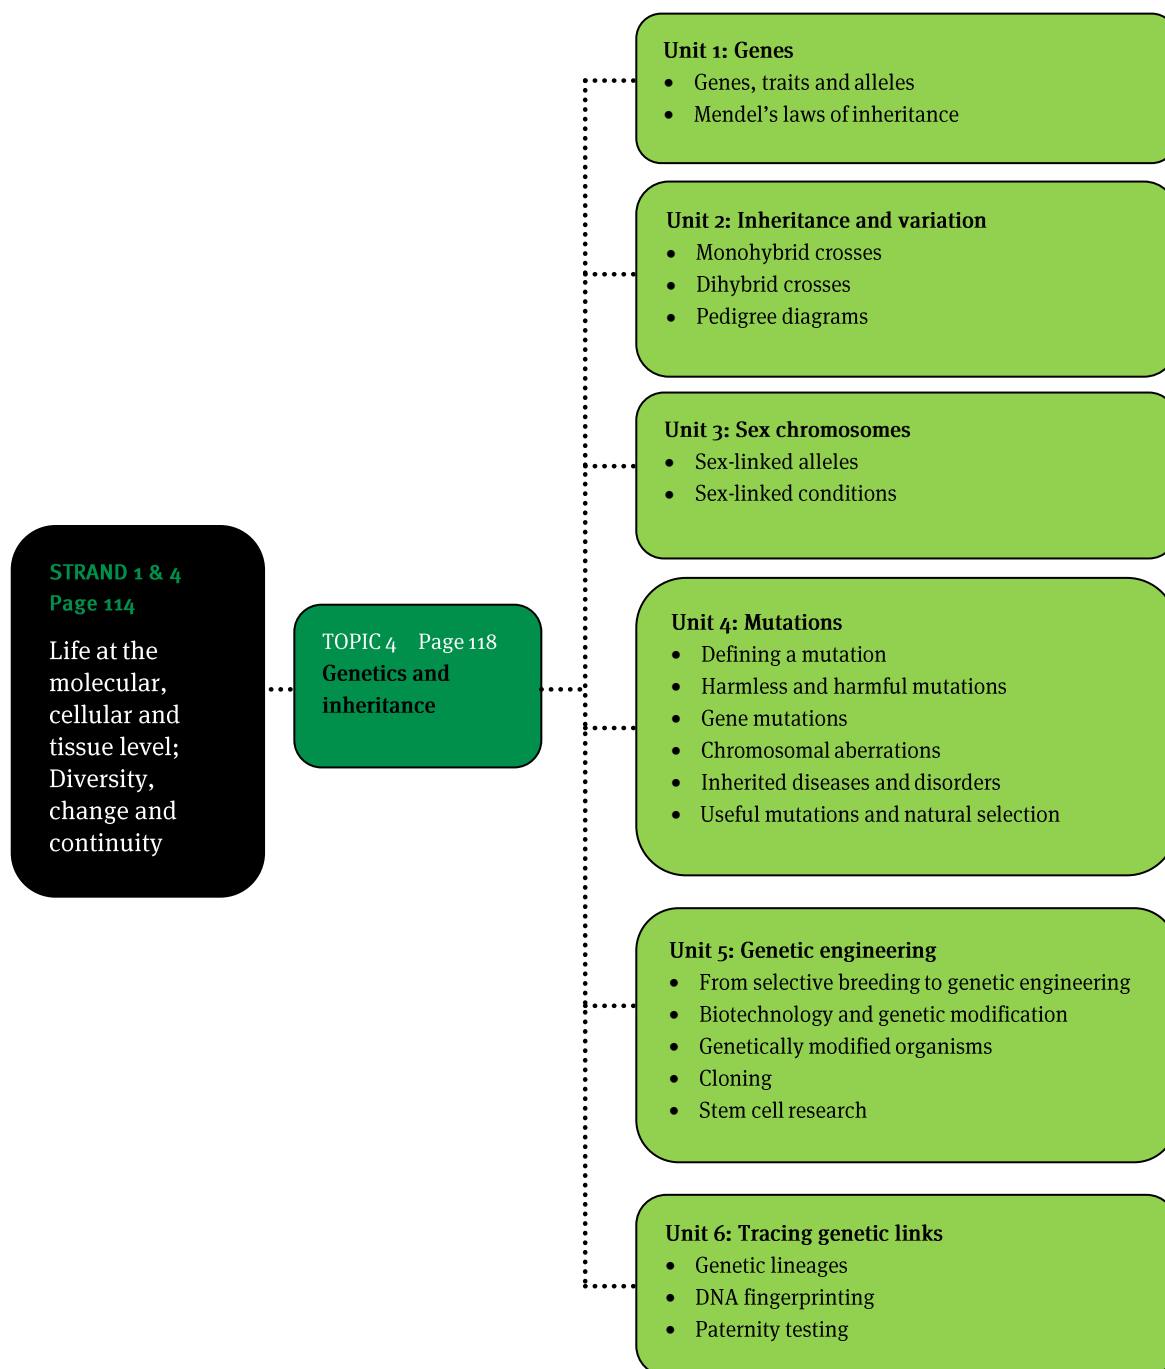 STRAND 1 & 4
Page 114
Life at the
molecular,
cellular and
tissue level;
Diversity,
change and
continuity
TOPIC 4 Page 118
Genetics and
inheritance
Unit 1: Genes
• Genes, traits and alleles
• Mendel's laws of inheritance
Unit 2: Inheritance and variation
• Monohybrid crosses
• Dihybrid crosses
• Pedigree diagrams
Unit 3: Sex chromosomes
• Sex-linked alleles
• Sex-linked conditions
Unit 4: Mutations
• Defining a mutation
• Harmless and harmful mutations
• Gene mutations
• Chromosomal aberrations
• Inherited diseases and disorders
• Useful mutations and natural selection
Unit 5: Genetic engineering
• From selective breeding to genetic engineering
• Biotechnology and genetic modification
• Genetically modified organisms
• Cloning
• Stem cell research
Unit 6: Tracing genetic links
• Genetic lineages
• DNA fingerprinting
• Paternity testing